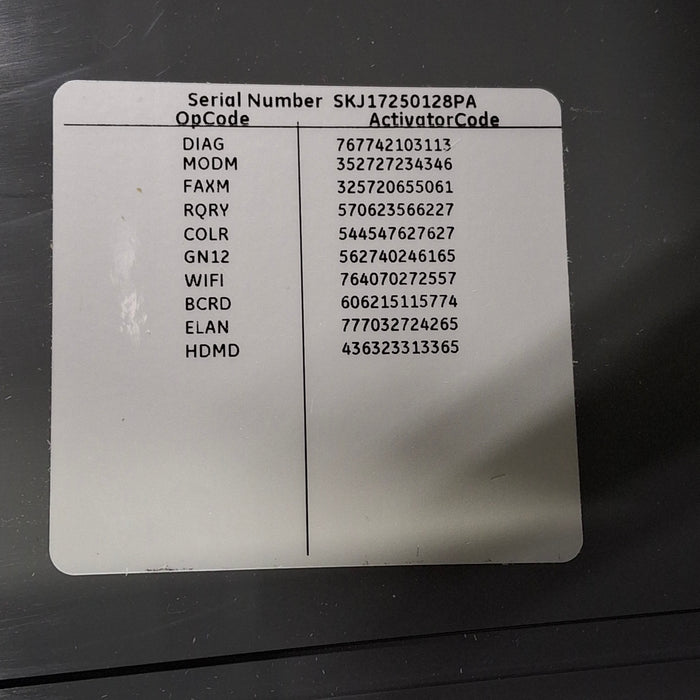 Serial Number SKJ17250128PA
OpCode ActivatorCode
DIAG 767742103113
MODM 352727234346
FAXM 325720655061
RQRY 570623566227
COLR 544547627627
GN12 562740246165
WIFI 764070272557
BCRD 606215115774
ELAN 777032724265
HDMD 436323313365